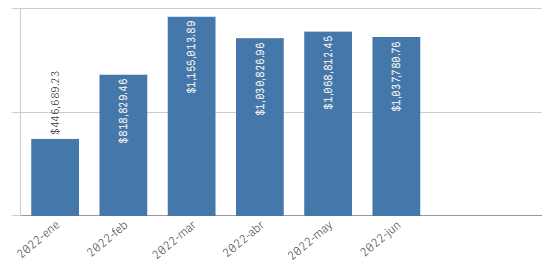 $446,689.23
$818,829.46
$1,155,013.89
$1,030,826.96
$1,068,812.45
$1,037,780.76
2022-ene
2022-feb
2022-mar
2022-abr
2022-may
2022-jun